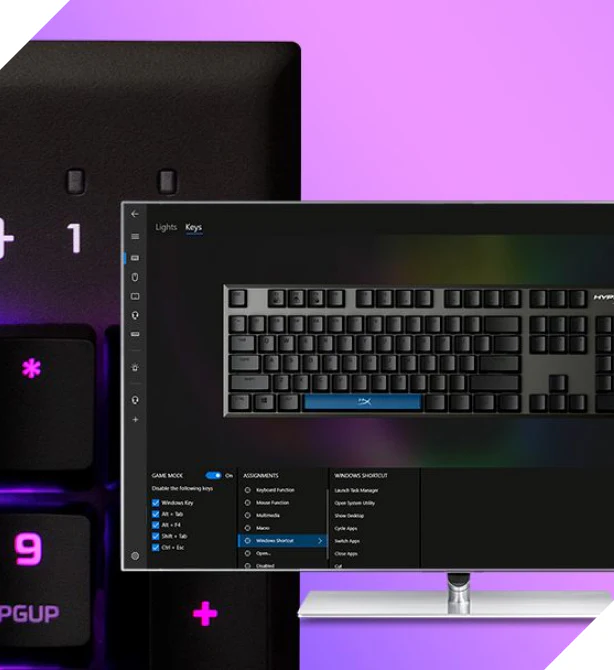 1
*
9
PGUP
+
Lights Keys
HYP
GAME MODE On
Disable the following keys
Windows Key
Alt + Tab
Alt + F4
Shift + Tab
Ctrl + Esc
ASSIGNMENTS
Keyboard Function
Mouse Function
Multimedia
Macro
Windows Shortcut
Open...
Disabled
WINDOWS SHORTCUT
Launch Task Manager
Open System Utility
Show Desktop
Cycle Apps
Switch Apps
Close Apps
Cut